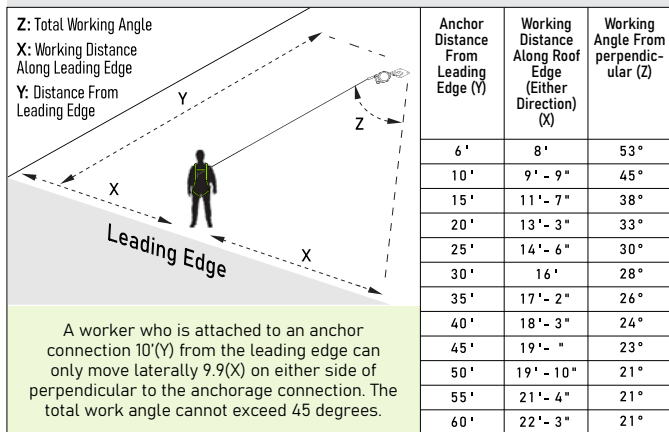 Z: Total Working Angle
X: Working Distance
Along Leading Edge
Y: Distance From
Leading Edge
Y
Z
X
X
Leading Edge
A worker who is attached to an anchor
connection 10'(Y) from the leading edge can
only move laterally 9.9(X) on either side of
perpendicular to the anchorage connection. The
total work angle cannot exceed 45 degrees.
Anchor
Distance
From
Leading
Edge (Y)
Working
Distance
Along Roof
Edge
(Either
Direction)
(X)
Working
Angle From
perpendic-
ular (Z)
6' 8' 53°
10' 9'- 9" 45°
15' 11'- 7" 38°
20' 13'- 3" 33°
25' 14'- 6" 30°
30' 16' 28°
35' 17'- 2" 26°
40' 18'- 3" 24°
45' 19'- " 23°
50' 19'- 10" 21°
55' 21'- 4" 21°
60' 22'- 3" 21°